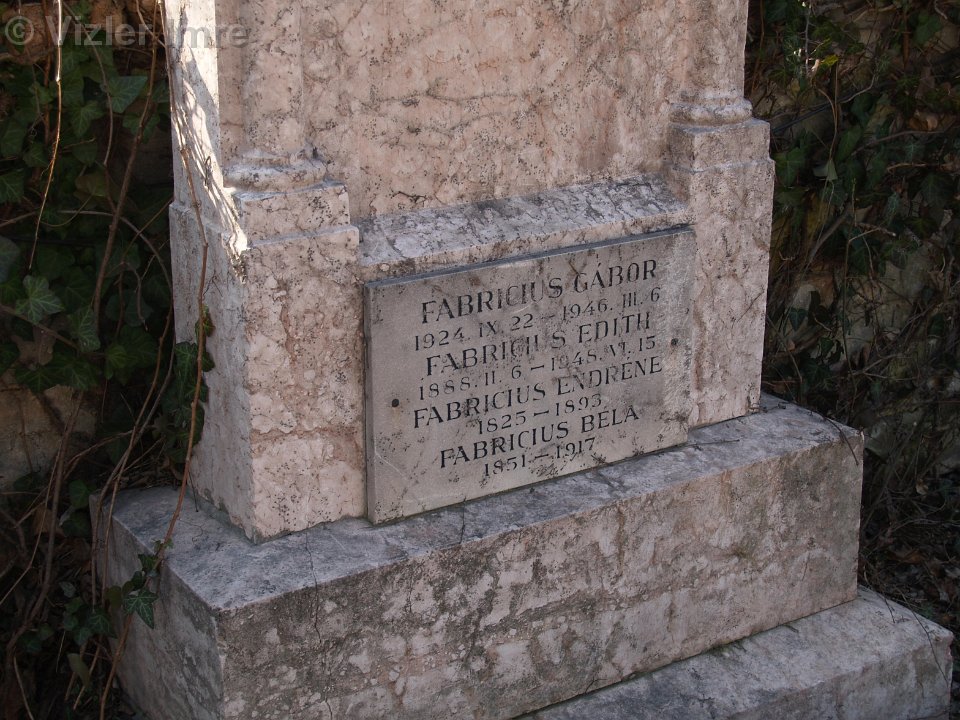 © Vizler Imre
FABRICIUS GÁBOR
1924. IX. 22 – 1946. III. 6
FABRICIUS EDITH
1888. II. 6 – 1948. VI. 15
FABRICIUS ENDRÉNÉ
1825 – 1893
FABRICIUS BÉLA
1851. – 1917